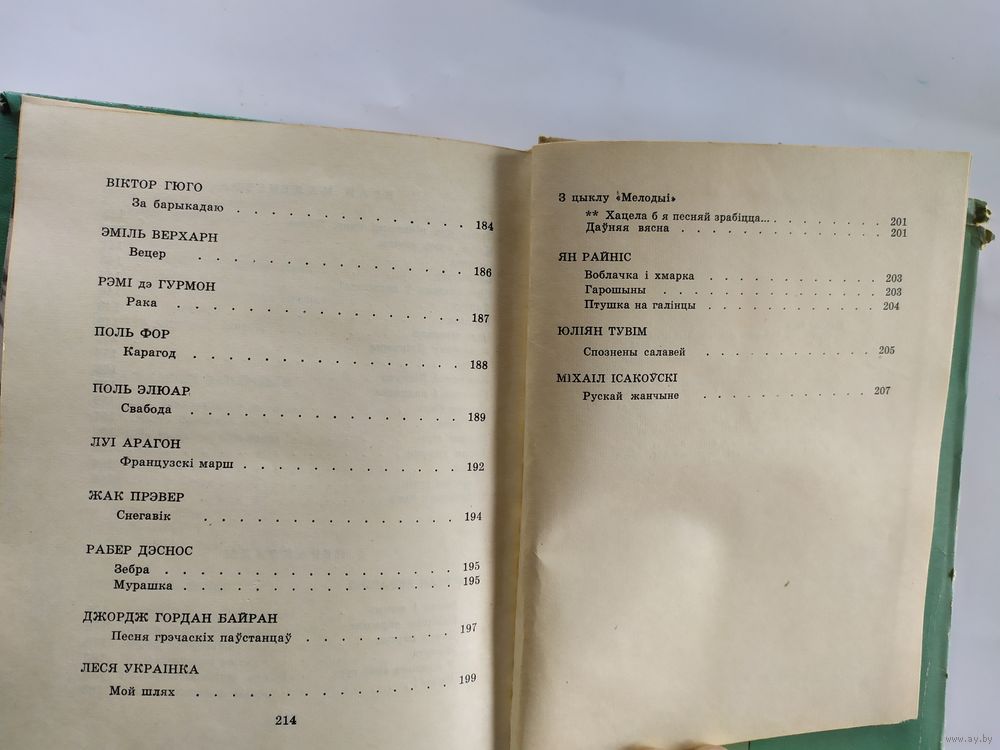 ВІКТОР ГЮГО
За барыкадаю . . . . . . . . . . . . . 184
ЭМІЛЬ ВЕРХАРН
Вецер . . . . . . . . . . . . . . . 186
РЭМІ дэ ГУРМОН
Рака . . . . . . . . . . . . . . . . 187
ПОЛЬ ФОР
Карагод . . . . . . . . . . . . . . . 188
ПОЛЬ ЭЛЮАР
Свабода . . . . . . . . . . . . . . . 189
ЛУІ АРАГОН
Французскі марш . . . . . . . . . . . . 192
ЖАК ПРЭВЕР
Снегавік . . . . . . . . . . . . . . 194
РАБЕР ДЭСНОС
Зебра . . . . . . . . . . . . . . . . 195
Мурашка . . . . . . . . . . . . . . . 195
ДЖОРДЖ ГОРДАН БАЙРАН
Песня грэчаскіх паўстанцаў . . . . . . . . . 197
ЛЕСЯ УКРАІНКА
Мой шлях . . . . . . . . . . . . . . 199
214
З цыклу «Мелодыі»
** Хацела б я песняй зрабіцца... . . . . . . . . 201
Даўняя вясна . . . . . . . . . . . . . 201
ЯН РАЙНІС
Воблачка і хмарка . . . . . . . . . . . 203
Гарошыны . . . . . . . . . . . . . . 203
Птушка на галінцы . . . . . . . . . . . 204
ЮЛІЯН ТУВІМ
Спознены салавей . . . . . . . . . . . 205
МІХАІЛ ІСАКОЎСКІ
Рускай жанчыне . . . . . . . . . . . 207
www.ay.by